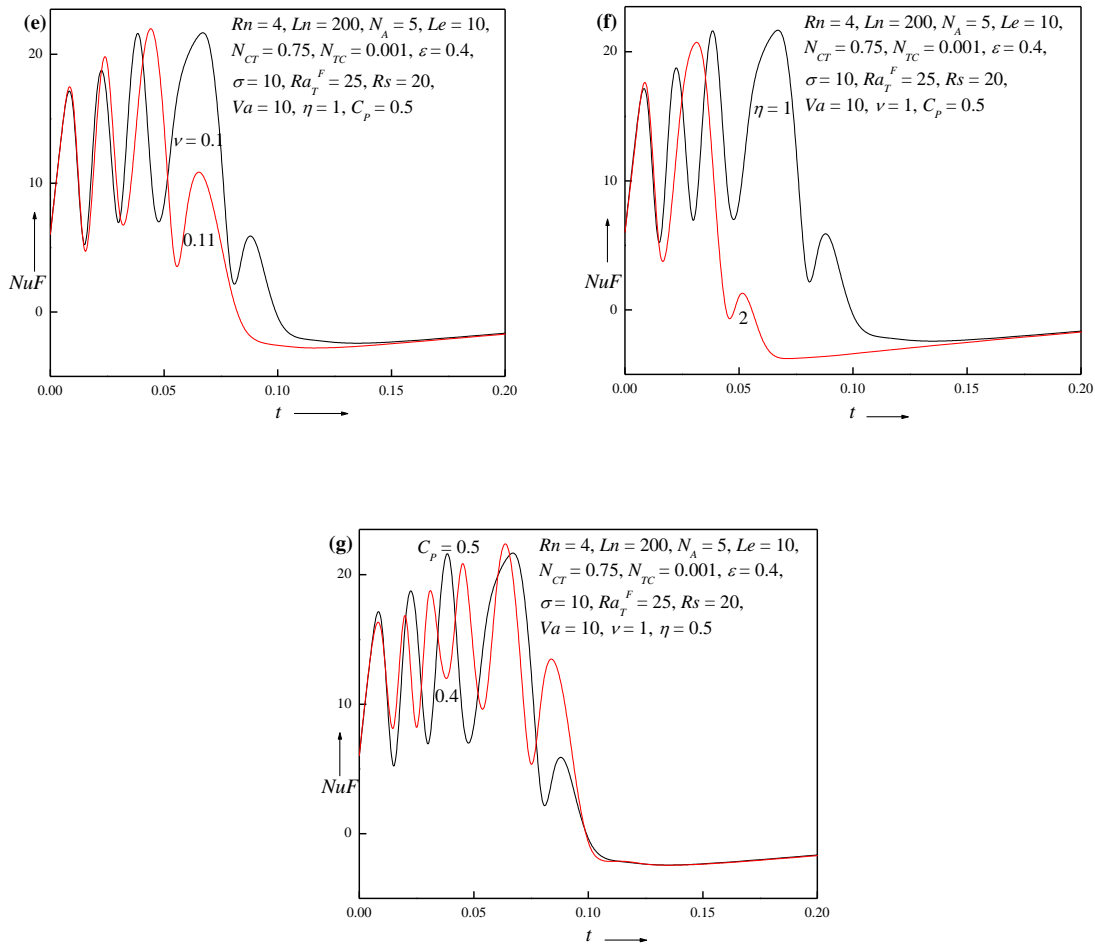 (e)
Rn = 4, Ln = 200, N_A = 5, Le = 10,
N_CT = 0.75, N_TC = 0.001, ε = 0.4,
σ = 10, Ra_T^F = 25, Rs = 20,
Va = 10, η = 1, C_P = 0.5
20
ν = 0.1
10
0.11
NuF
0
0.00 0.05 0.10 0.15 0.20
t
(f)
Rn = 4, Ln = 200, N_A = 5, Le = 10,
N_CT = 0.75, N_TC = 0.001, ε = 0.4,
σ = 10, Ra_T^F = 25, Rs = 20,
Va = 10, ν = 1, C_P = 0.5
20
η = 1
10
NuF
0
2
0.00 0.05 0.10 0.15 0.20
t
(g)
C_P = 0.5
Rn = 4, Ln = 200, N_A = 5, Le = 10,
N_CT = 0.75, N_TC = 0.001, ε = 0.4,
σ = 10, Ra_T^F = 25, Rs = 20,
Va = 10, ν = 1, η = 0.5
20
10
0.4
NuF
0
0.00 0.05 0.10 0.15 0.20
t